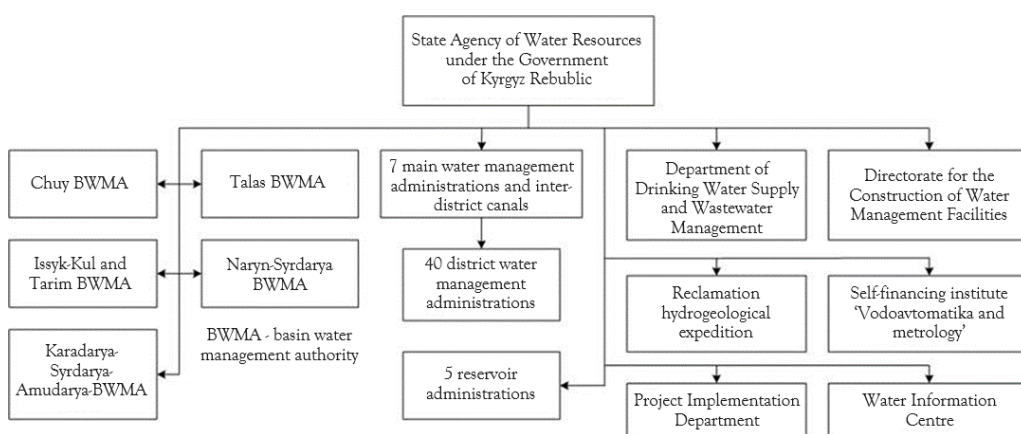 State Agency of Water Resources
under the Government
of Kyrgyz Rebublic
Chuy BWMA
Talas BWMA
7 main water management
administrations and inter-
district canals
Department of
Drinking Water Supply
and Wastewater
Management
Directorate for the
Construction of Water
Management Facilities
Issyk-Kul and
Tarim BWMA
Naryn-Syrdarya
BWMA
40 district water
management
administrations
Reclamation
hydrogeological
expedition
Self-financing institute
‘Vodoavtomatika and
metrology’
BWMA - basin water
management authority
Karadarya-
Syrdarya-
Amudarya-BWMA
5 reservoir
administrations
Project Implementation
Department
Water Information
Centre